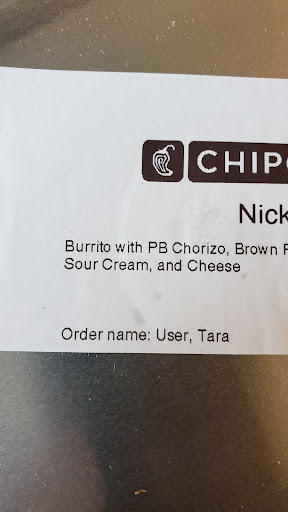 CHIP
Nick
Burrito with PB Chorizo, Brown
Sour Cream, and Cheese
Order name: User, Tara